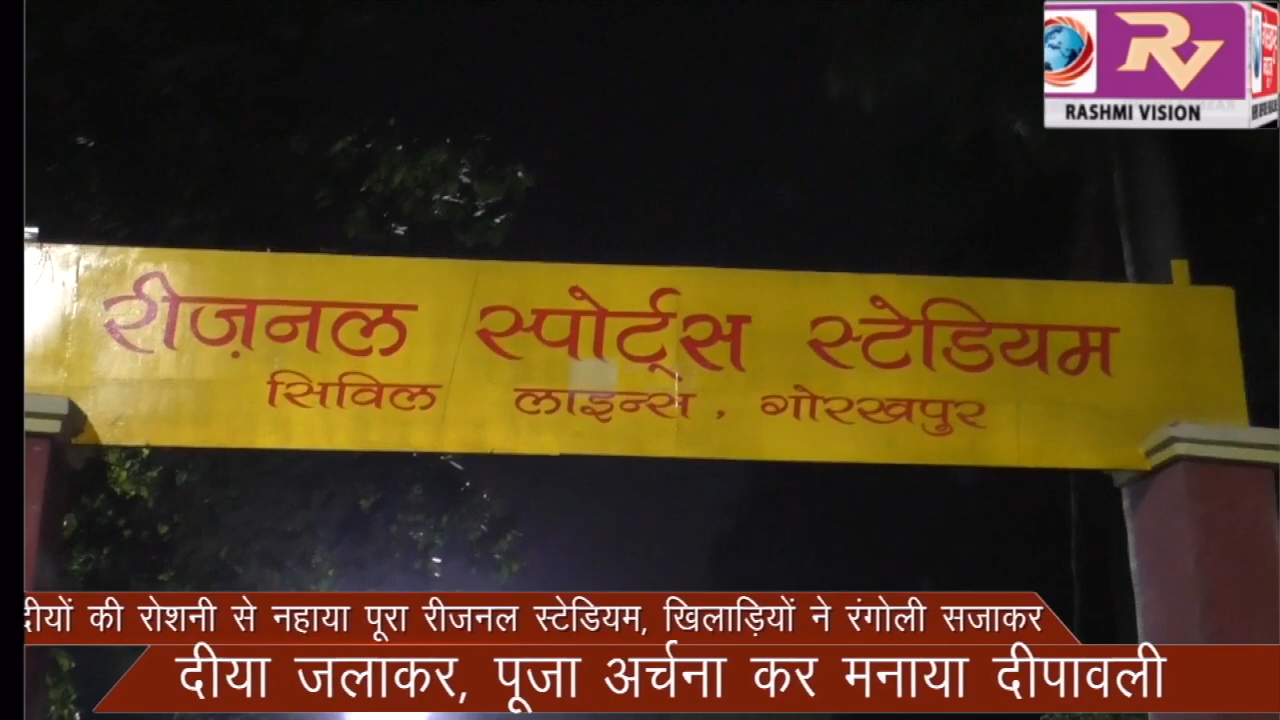 RV
RASHMI VISION
रीज़नल स्पोर्ट्स स्टेडियम
सिविल लाइन्स, गोरखपुर
दीयों की रोशनी से नहाया पूरा रीजनल स्टेडियम, खिलाड़ियों ने रंगोली सजाकर
दीया जलाकर, पूजा अर्चना कर मनाया दीपावली